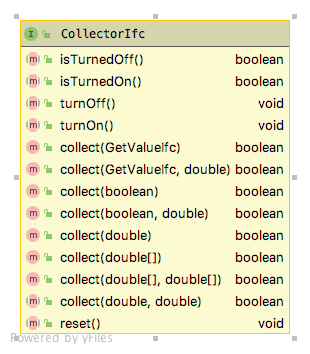 I CollectorIfc
m isTurnedOff() boolean
m isTurnedOn() boolean
m turnOff() void
m turnOn() void
m collect(GetValueIfc) boolean
m collect(GetValueIfc, double) boolean
m collect(boolean) boolean
m collect(boolean, double) boolean
m collect(double) boolean
m collect(double[]) boolean
m collect(double[], double[]) boolean
m collect(double, double) boolean
m reset() void
Powered by yFiles